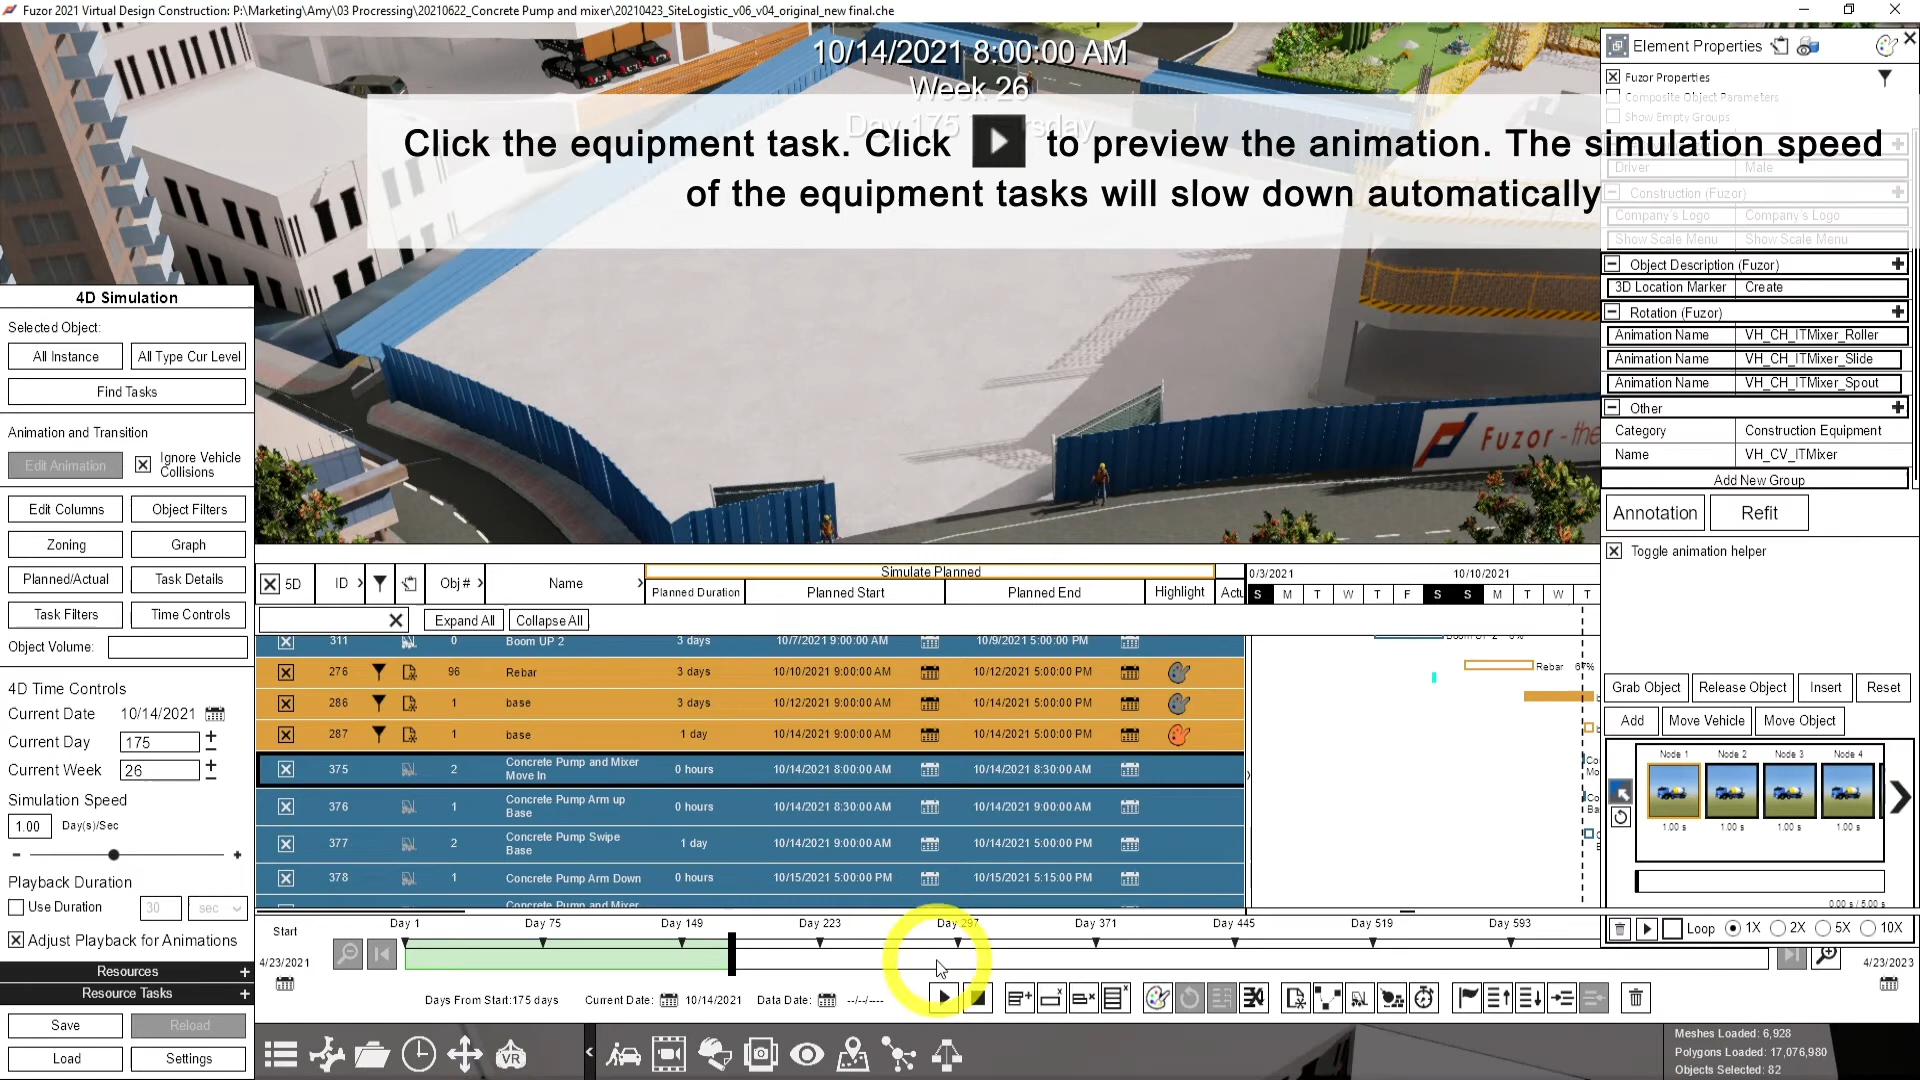 Fuzor 2021 Virtual Design Construction: P:\Marketing\Amy\03 Procressing\20210622_Concrete Pump and mixer\20210423_SiteLogistic_v06_v04_original_new final.che
10/14/2021 8:00:00 AM
Week 26
Day 175 Thursday
Click the equipment task. Click to preview the animation. The simulation speed
of the equipment tasks will slow down automatically
Fuzor - the
4D Simulation
Selected Object:
All Instance
All Type Cur Level
Find Tasks
Animation and Transition
Edit Animation
Ignore Vehicle
Collisions
Edit Columns
Object Filters
Zoning
Graph
Planned/Actual
Task Details
Task Filters
Time Controls
Object Volume:
4D Time Controls
Current Date 10/14/2021
Current Day 175
Current Week 26
Simulation Speed
1.00 Day(s)/Sec
Playback Duration
Use Duration 30 sec
Adjust Playback for Animations
Resources +
Resource Tasks +
Save
Reload
Load
Settings
5D ID Obj # Name
Simulate Planned
Planned Duration Planned Start Planned End Highlight Actu
Expand All Collapse All
311 0 Boom UP 2 3 days 10/7/2021 9:00:00 AM 10/9/2021 5:00:00 PM
276 96 Rebar 3 days 10/10/2021 9:00:00 AM 10/12/2021 5:00:00 PM
286 1 base 3 days 10/12/2021 9:00:00 AM 10/14/2021 5:00:00 PM
287 1 base 1 day 10/14/2021 9:00:00 AM 10/14/2021 5:00:00 PM
375 2 Concrete Pump and Mixer
Move In 0 hours 10/14/2021 8:00:00 AM 10/14/2021 8:30:00 AM
376 1 Concrete Pump Arm up
Base 0 hours 10/14/2021 8:30:00 AM 10/14/2021 9:00:00 AM
377 2 Concrete Pump Swipe
Base 1 day 10/14/2021 9:00:00 AM 10/14/2021 5:00:00 PM
378 1 Concrete Pump Arm Down 0 hours 10/15/2021 5:00:00 PM 10/15/2021 5:15:00 PM
Concrete Pump and Mixer
0/3/2021 10/10/2021
S M T W T F S S M T W T
Rebar 67%
Co
Mo
Co
Ba
Start
4/23/2021
Day 1 Day 75 Day 149 Day 223 Day 297 Day 371 Day 445 Day 519 Day 593
4/23/2023
Days From Start:175 days Current Date: 10/14/2021 Data Date: --/--/----
VR
Element Properties
Fuzor Properties
Composite Object Parameters
Show Empty Groups
Driver Male
Construction (Fuzor)
Company's Logo Company's Logo
Show Scale Menu Show Scale Menu
Object Description (Fuzor)
3D Location Marker Create
Rotation (Fuzor)
Animation Name VH_CH_ITMixer_Roller
Animation Name VH_CH_ITMixer_Slide
Animation Name VH_CH_ITMixer_Spout
Other
Category Construction Equipment
Name VH_CV_ITMixer
Add New Group
Annotation Refit
Toggle animation helper
Grab Object Release Object Insert Reset
Add Move Vehicle Move Object
Node 1 Node 2 Node 3 Node 4
1.00 s 1.00 s 1.00 s 1.00 s
0.00 s / 5.00 s
Loop 1X 2X 5X 10X
Meshes Loaded: 6,928
Polygons Loaded: 17,076,980
Objects Selected: 82